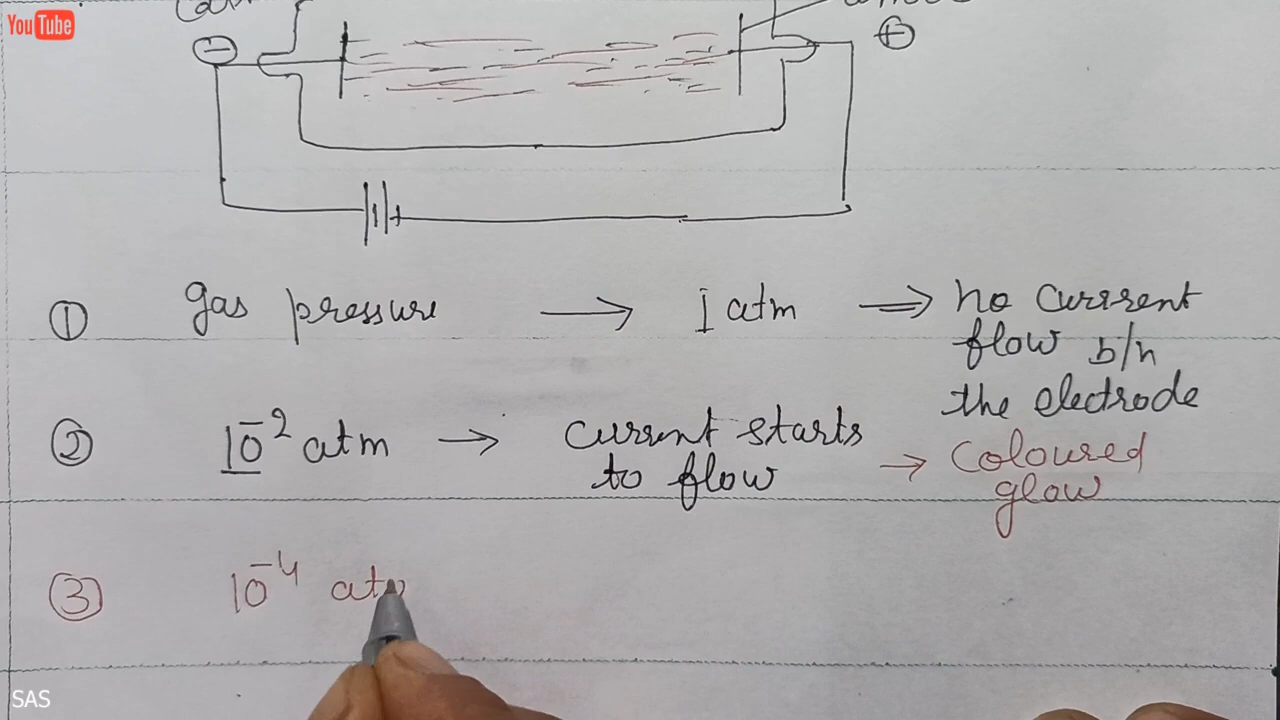 YouTube
−
+
① gas pressure → 1 atm ⇒ no current
flow b/n
the electrode
② 10⁻² atm → current starts
to flow → coloured
glow
③ 10⁻⁴ at
SAS